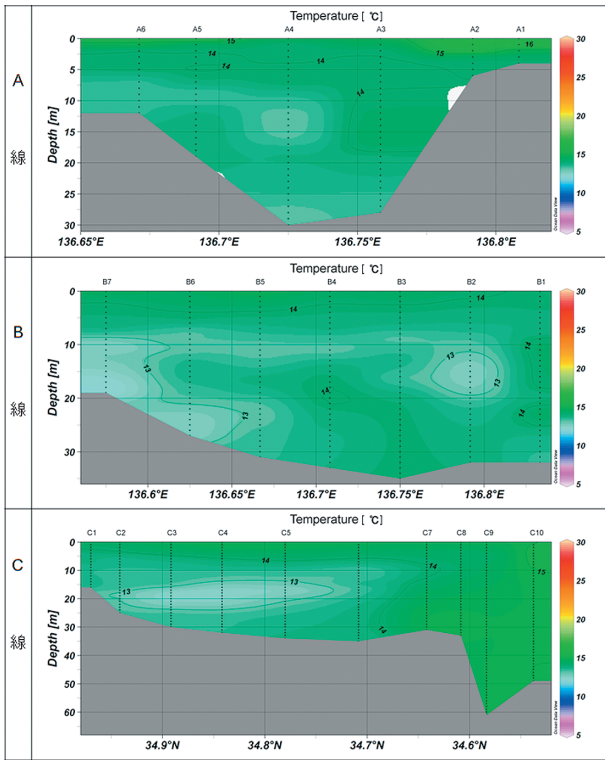 A
線
Temperature [ ℃]
A6 A5 A4 A3 A2 A1
Depth [m]
0
5
10
15
20
25
30
15
14
14
14
14
15
16
136.65°E 136.7°E 136.75°E 136.8°E
30
25
20
15
10
5
Ocean Data View
B
線
Temperature [ ℃]
B7 B6 B5 B4 B3 B2 B1
Depth [m]
0
10
20
30
14
14
13
13
13
13
14
14
14
136.6°E 136.65°E 136.7°E 136.75°E 136.8°E
30
25
20
15
10
5
Ocean Data View
C
線
Temperature [ ℃]
C1 C2 C3 C4 C5 C7 C8 C9 C10
Depth [m]
0
10
20
30
40
50
60
14
14
13
13
14
15
34.9°N 34.8°N 34.7°N 34.6°N
30
25
20
15
10
5
Ocean Data View